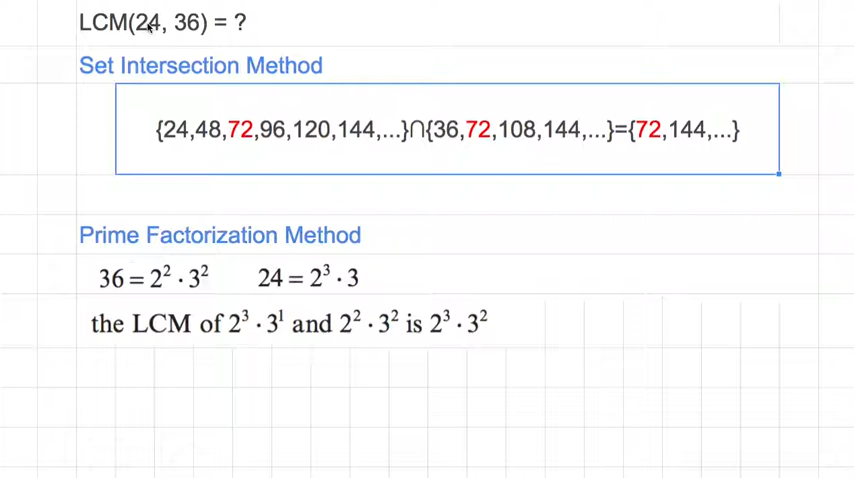 LCM(24, 36) = ?
Set Intersection Method
{24,48,72,96,120,144,...}∩{36,72,108,144,...}={72,144,...}
Prime Factorization Method
36 = 2² · 3² 24 = 2³ · 3
the LCM of 2³ · 3¹ and 2² · 3² is 2³ · 3²